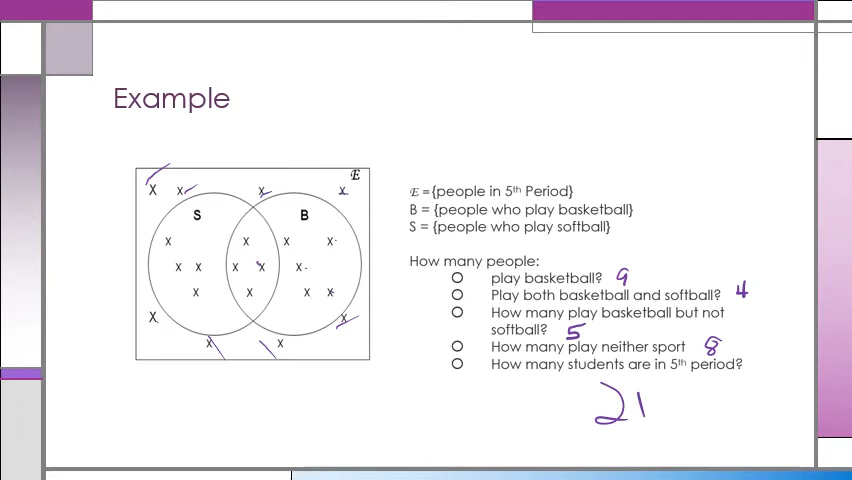 Example
ℰ
X X X X
S B
X X X X
X X X X X
X X X X
X X
X X
ℰ = {people in 5th Period}
B = {people who play basketball}
S = {people who play softball}
How many people:
play basketball? 9
Play both basketball and softball? 4
How many play basketball but not
softball? 5
How many play neither sport 8
How many students are in 5th period?
21